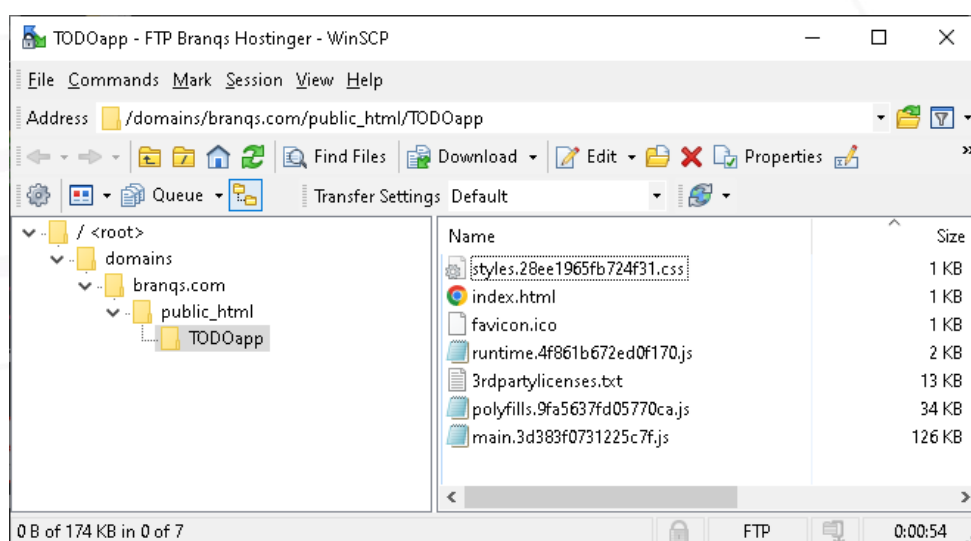 TODOapp - FTP Branqs Hostinger - WinSCP
File Commands Mark Session View Help
Address /domains/branqs.com/public_html/TODOapp
Find Files Download Edit Properties »
Queue Transfer Settings Default
/ <root>
domains
branqs.com
public_html
TODOapp
Name Size
styles.28ee1965fb724f31.css 1 KB
index.html 1 KB
favicon.ico 1 KB
runtime.4f861b672ed0f170.js 2 KB
3rdpartylicenses.txt 13 KB
polyfills.9fa5637fd05770ca.js 34 KB
main.3d383f0731225c7f.js 126 KB
0 B of 174 KB in 0 of 7 FTP 0:00:54